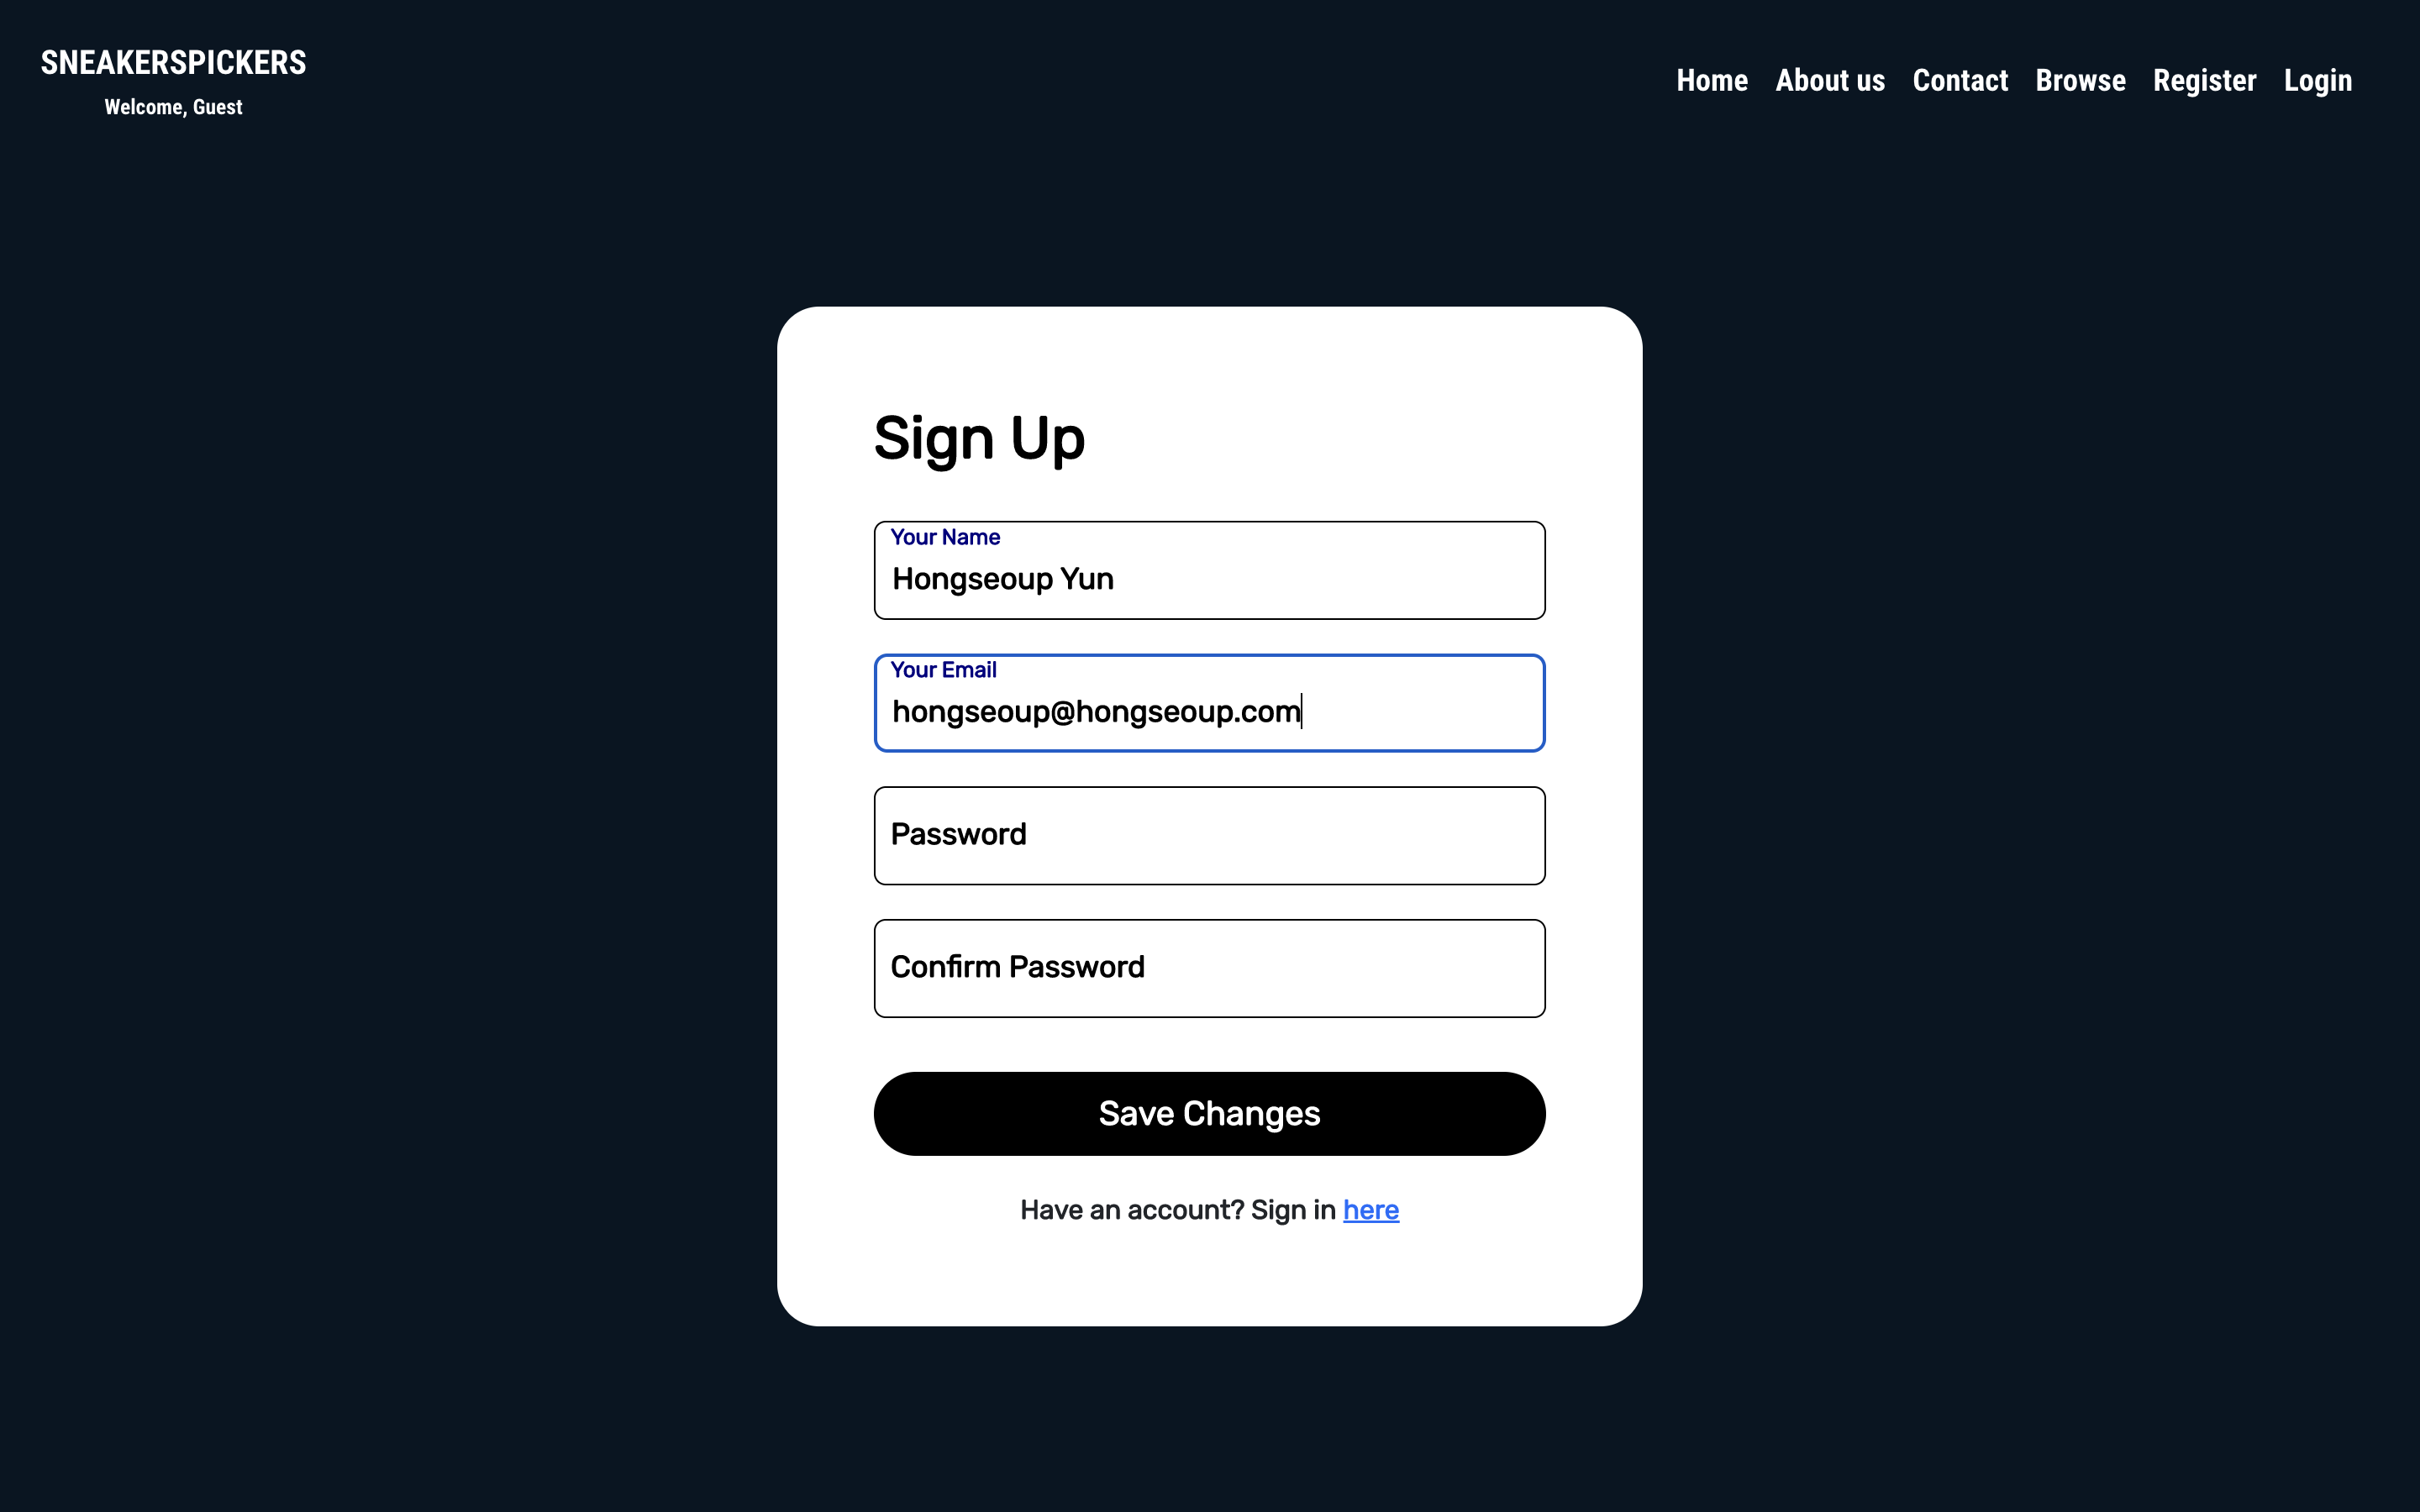 SNEAKERSPICKERS
Welcome, Guest
Home About us Contact Browse Register Login
Sign Up
Your Name
Hongseoup Yun
Your Email
hongseoup@hongseoup.com
Password
Confirm Password
Save Changes
Have an account? Sign in here